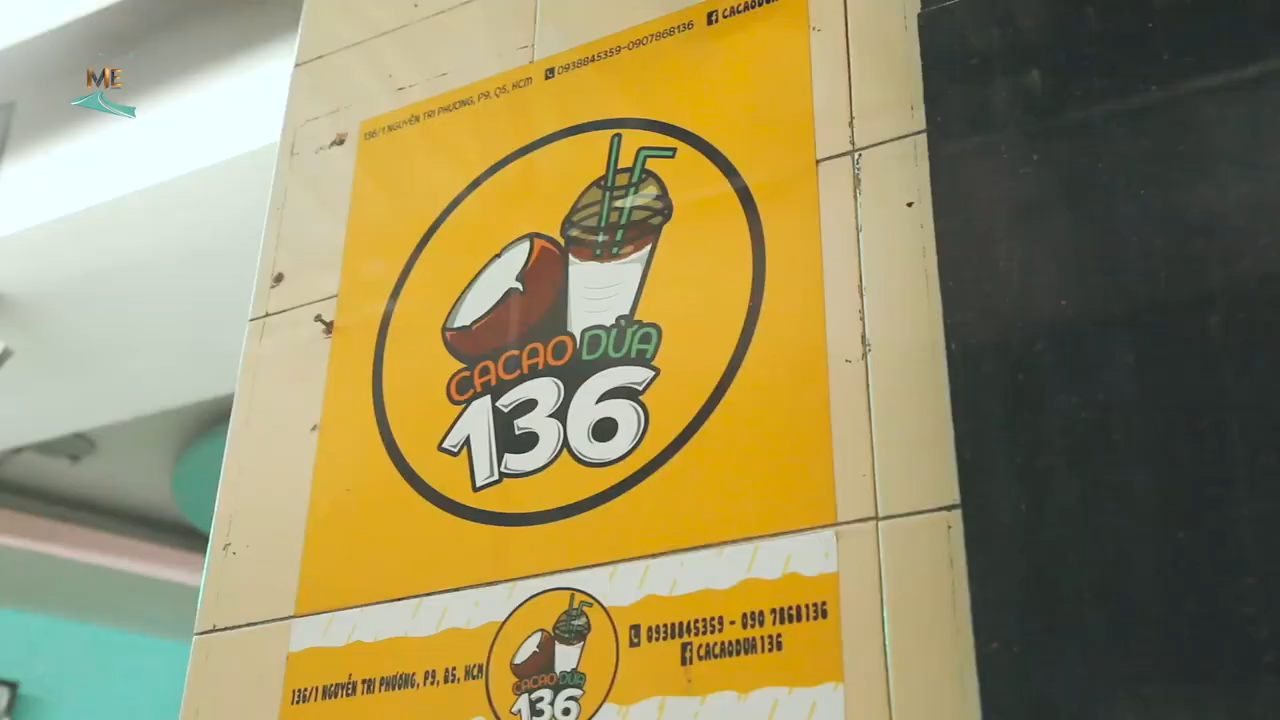 ME
136/1 NGUYỄN TRI PHƯƠNG, P9, Q5, HCM 0938845359-0907868136 CACAODUA
CACAO DỪA
136
136/1 NGUYỄN TRI PHƯƠNG, P9, Q5, HCM
0938845359 - 090 7868136
CACAODUA136
CACAO DỪA
136